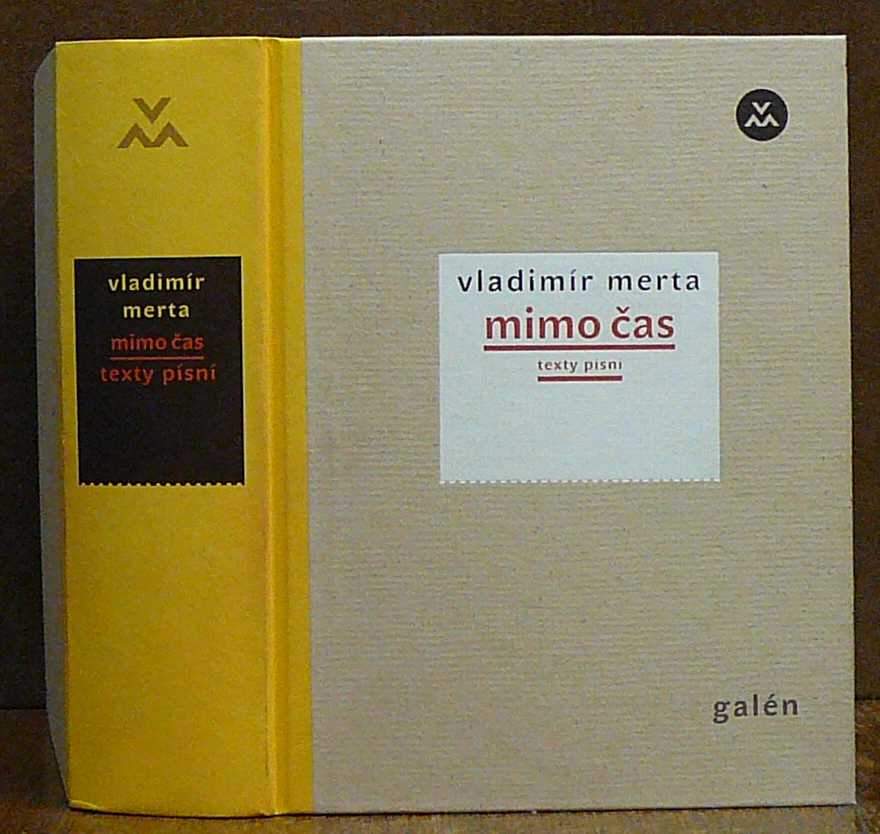 vladimír
merta
mimo čas
texty písní
vladimír merta
mimo čas
texty písní
galén